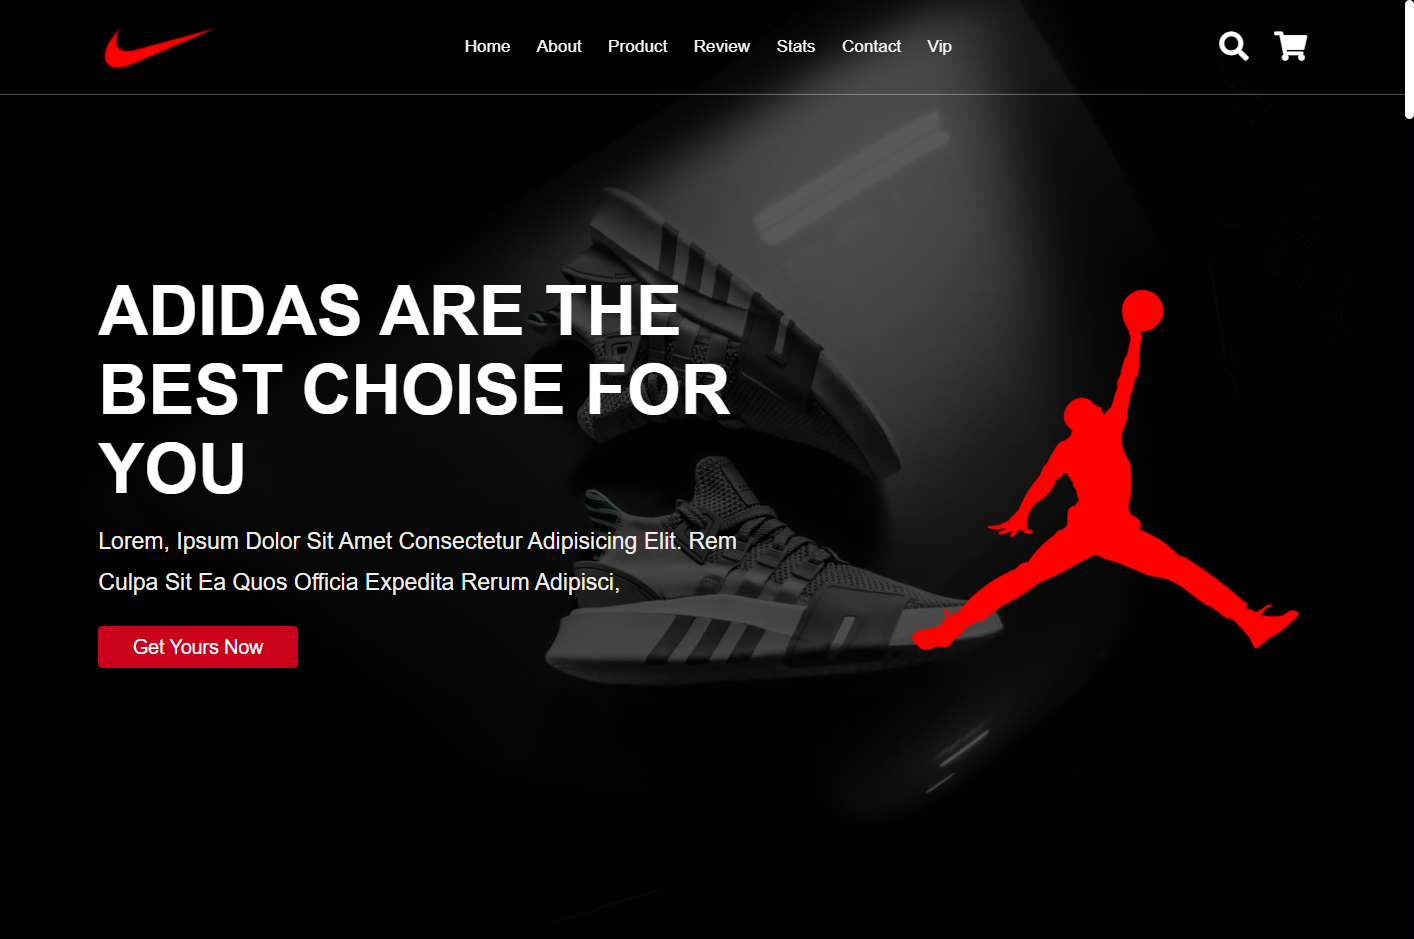 Home About Product Review Stats Contact Vip
ADIDAS ARE THE
BEST CHOISE FOR
YOU
Lorem, Ipsum Dolor Sit Amet Consectetur Adipisicing Elit. Rem
Culpa Sit Ea Quos Officia Expedita Rerum Adipisci,
Get Yours Now